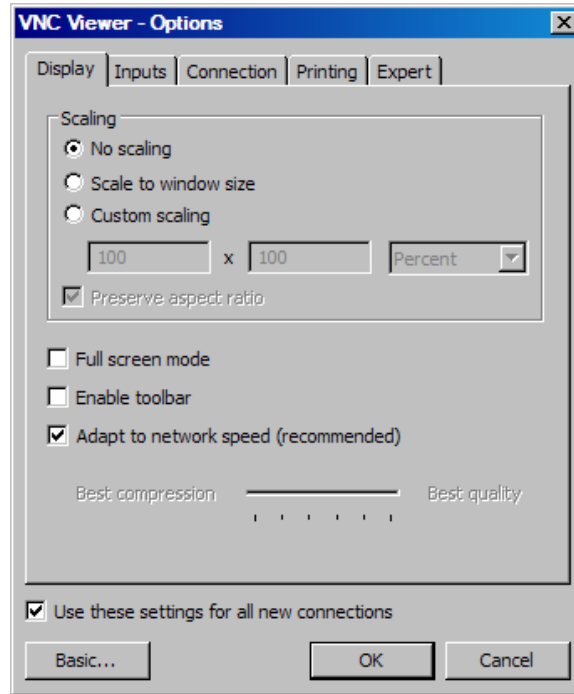 VNC Viewer - Options
Display Inputs Connection Printing Expert
Scaling
No scaling
Scale to window size
Custom scaling
100 x 100 Percent
Preserve aspect ratio
Full screen mode
Enable toolbar
Adapt to network speed (recommended)
Best compression Best quality
Use these settings for all new connections
Basic... OK Cancel